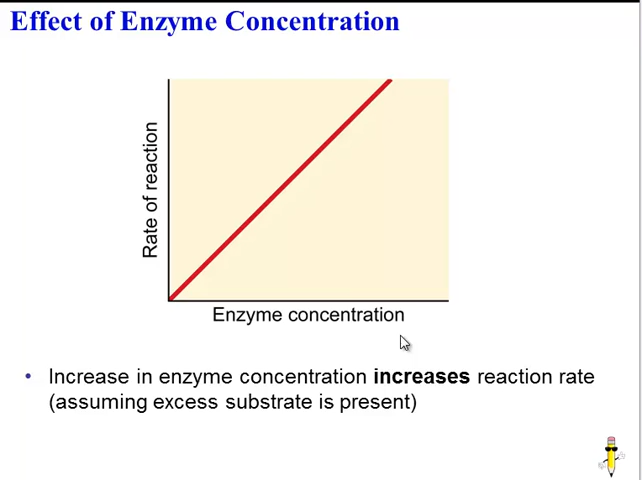 Effect of Enzyme Concentration
Rate of reaction
Enzyme concentration
• Increase in enzyme concentration increases reaction rate
(assuming excess substrate is present)